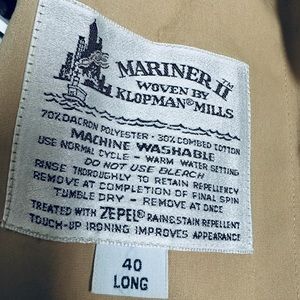 MARINER II™
WOVEN BY
KLOPMAN® MILLS
70% DACRON POLYESTER - 30% COMBED COTTON
MACHINE WASHABLE
USE NORMAL CYCLE - WARM WATER SETTING
DO NOT USE BLEACH
RINSE THOROUGHLY TO RETAIN REPELLENCY
REMOVE AT COMPLETION OF FINAL SPIN
TUMBLE DRY - REMOVE AT ONCE
TREATED WITH ZEPEL® RAIN & STAIN REPELLENT
TOUCH-UP IRONING IMPROVES APPEARANCE
40
LONG